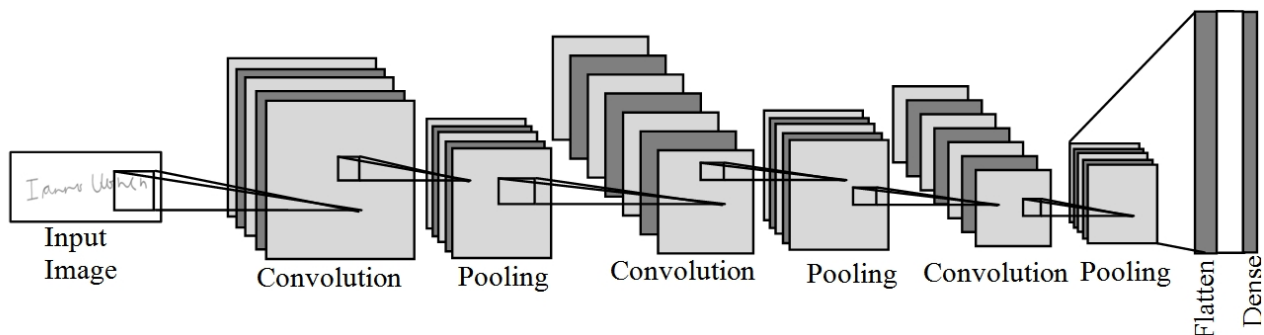 Input
Image
Convolution
Pooling
Convolution
Pooling
Convolution
Pooling
Flatten
Dense